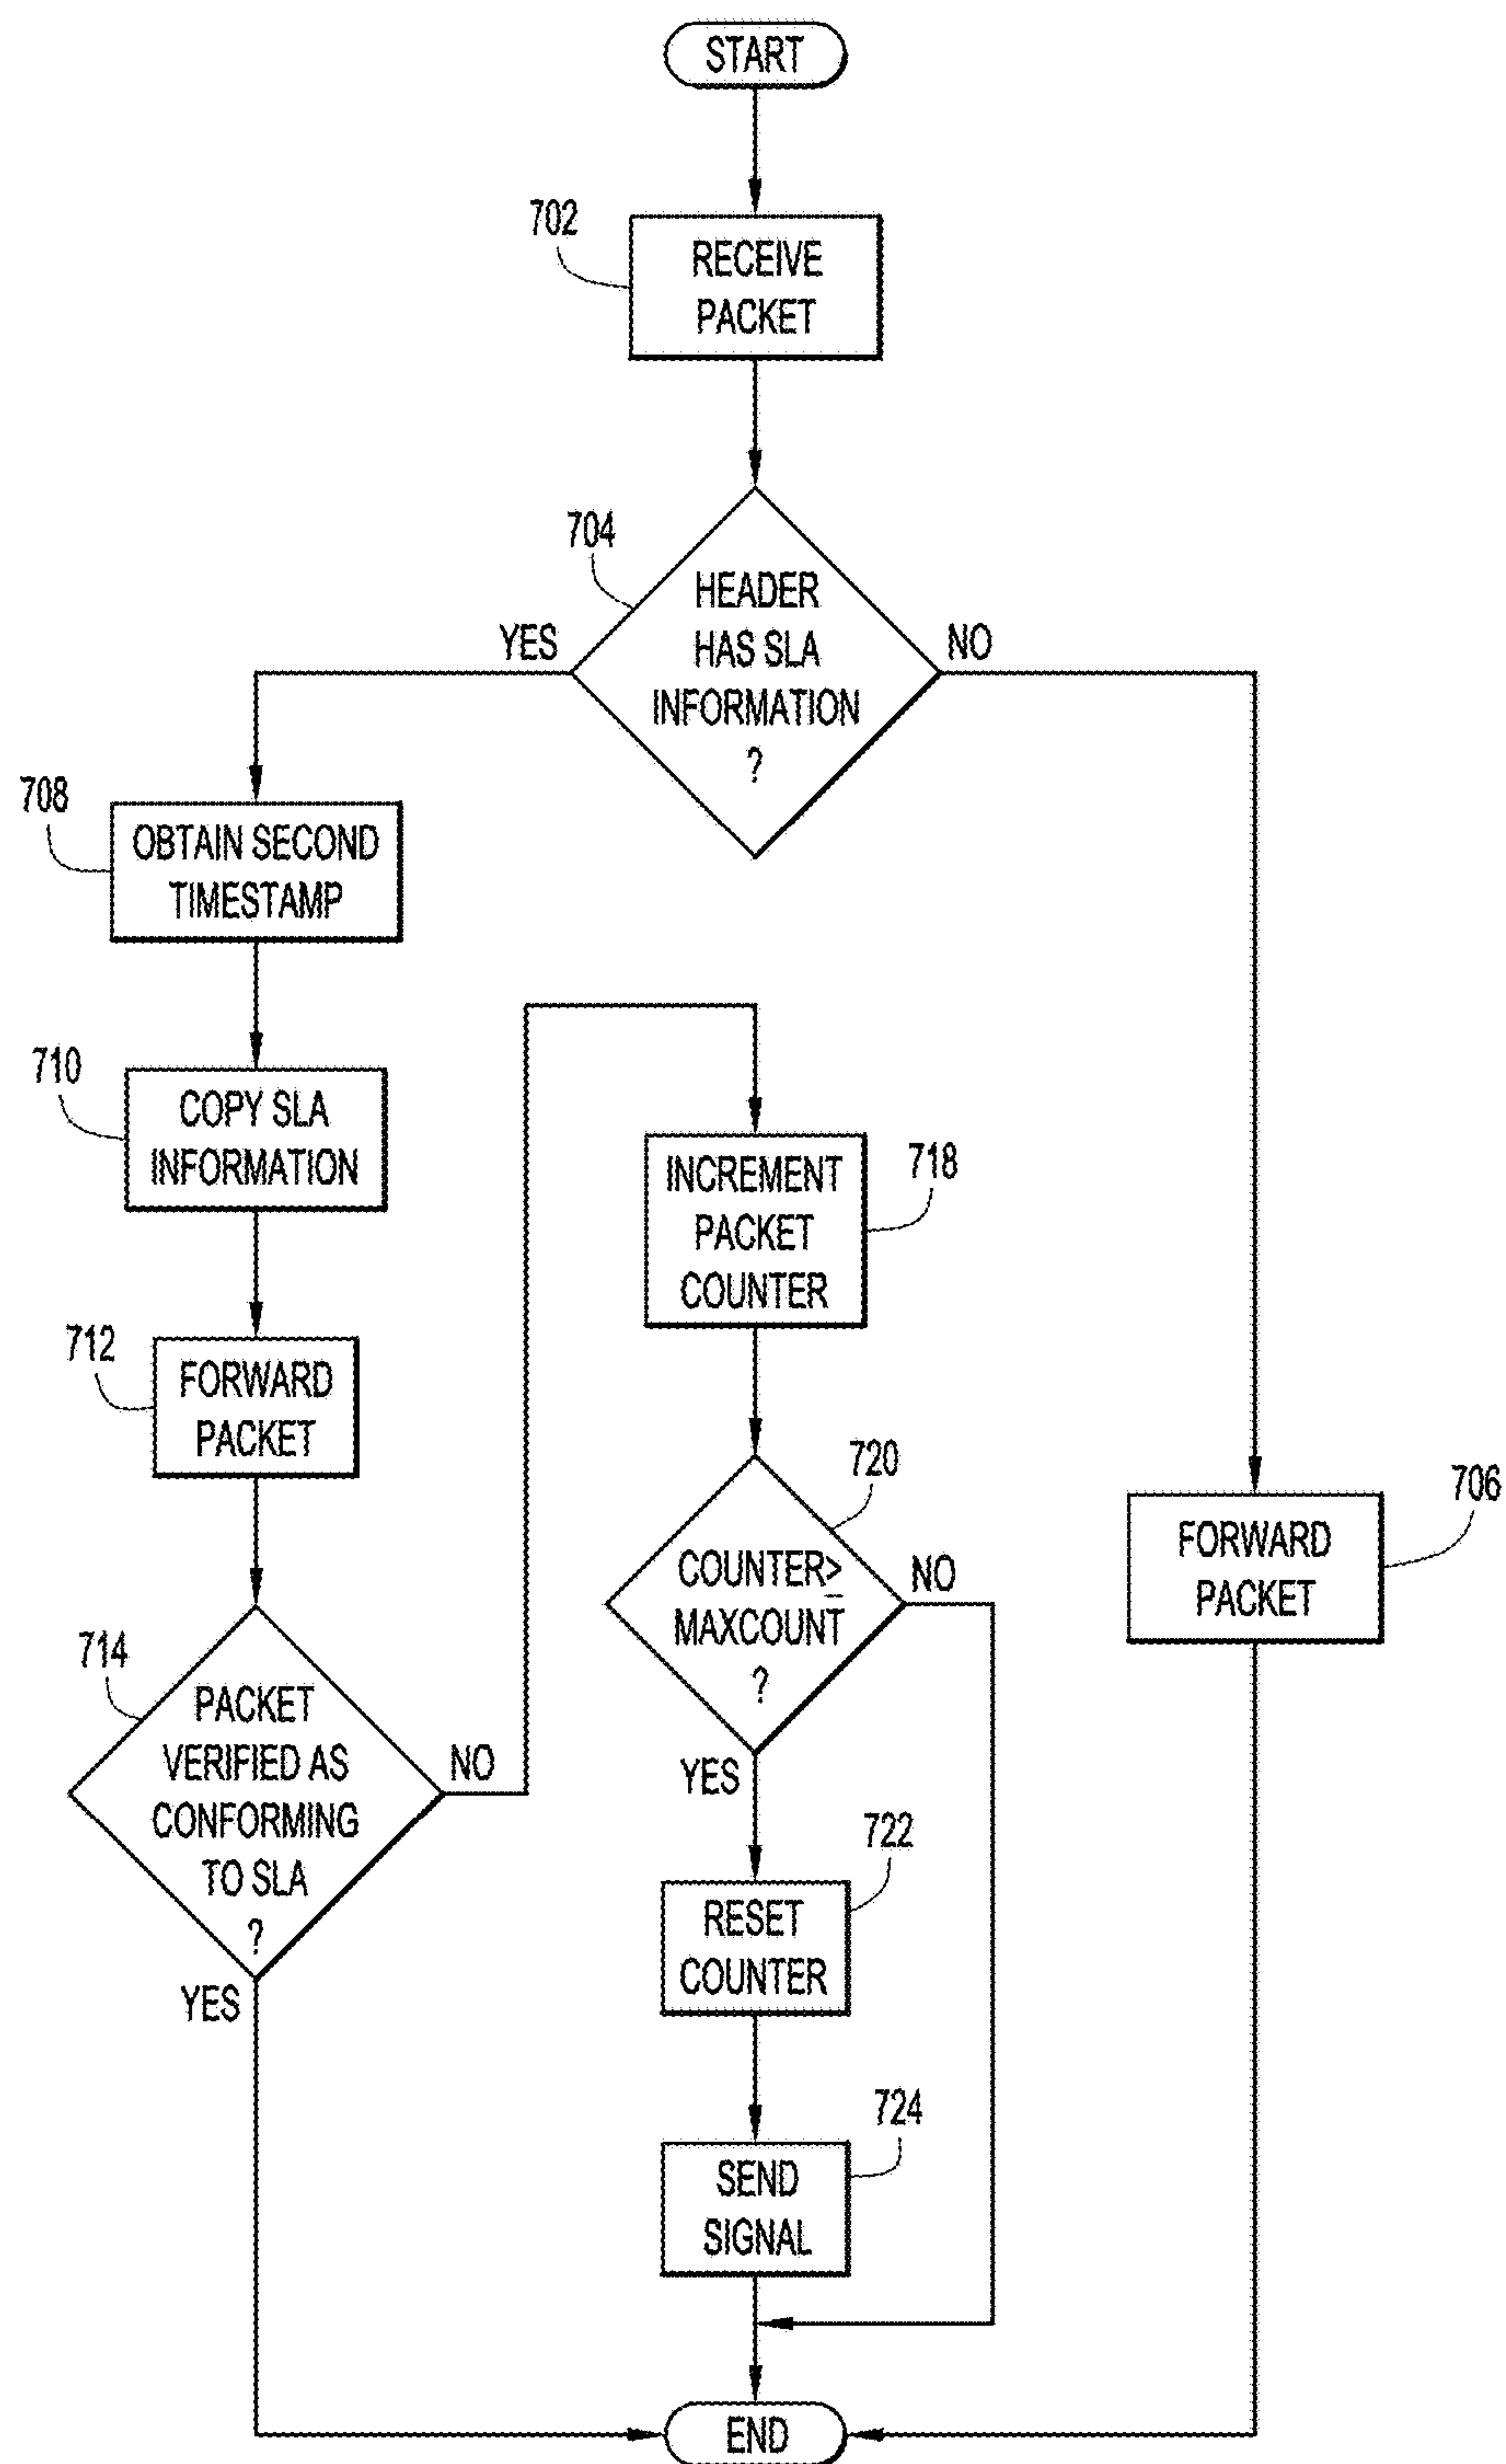 START
702
RECEIVE
PACKET
704
HEADER
HAS SLA
INFORMATION
?
YES
NO
708
OBTAIN SECOND
TIMESTAMP
710
COPY SLA
INFORMATION
718
INCREMENT
PACKET
COUNTER
712
FORWARD
PACKET
720
COUNTER≥
MAXCOUNT
?
NO
YES
706
FORWARD
PACKET
714
PACKET
VERIFIED AS
CONFORMING
TO SLA
?
NO
YES
722
RESET
COUNTER
724
SEND
SIGNAL
END